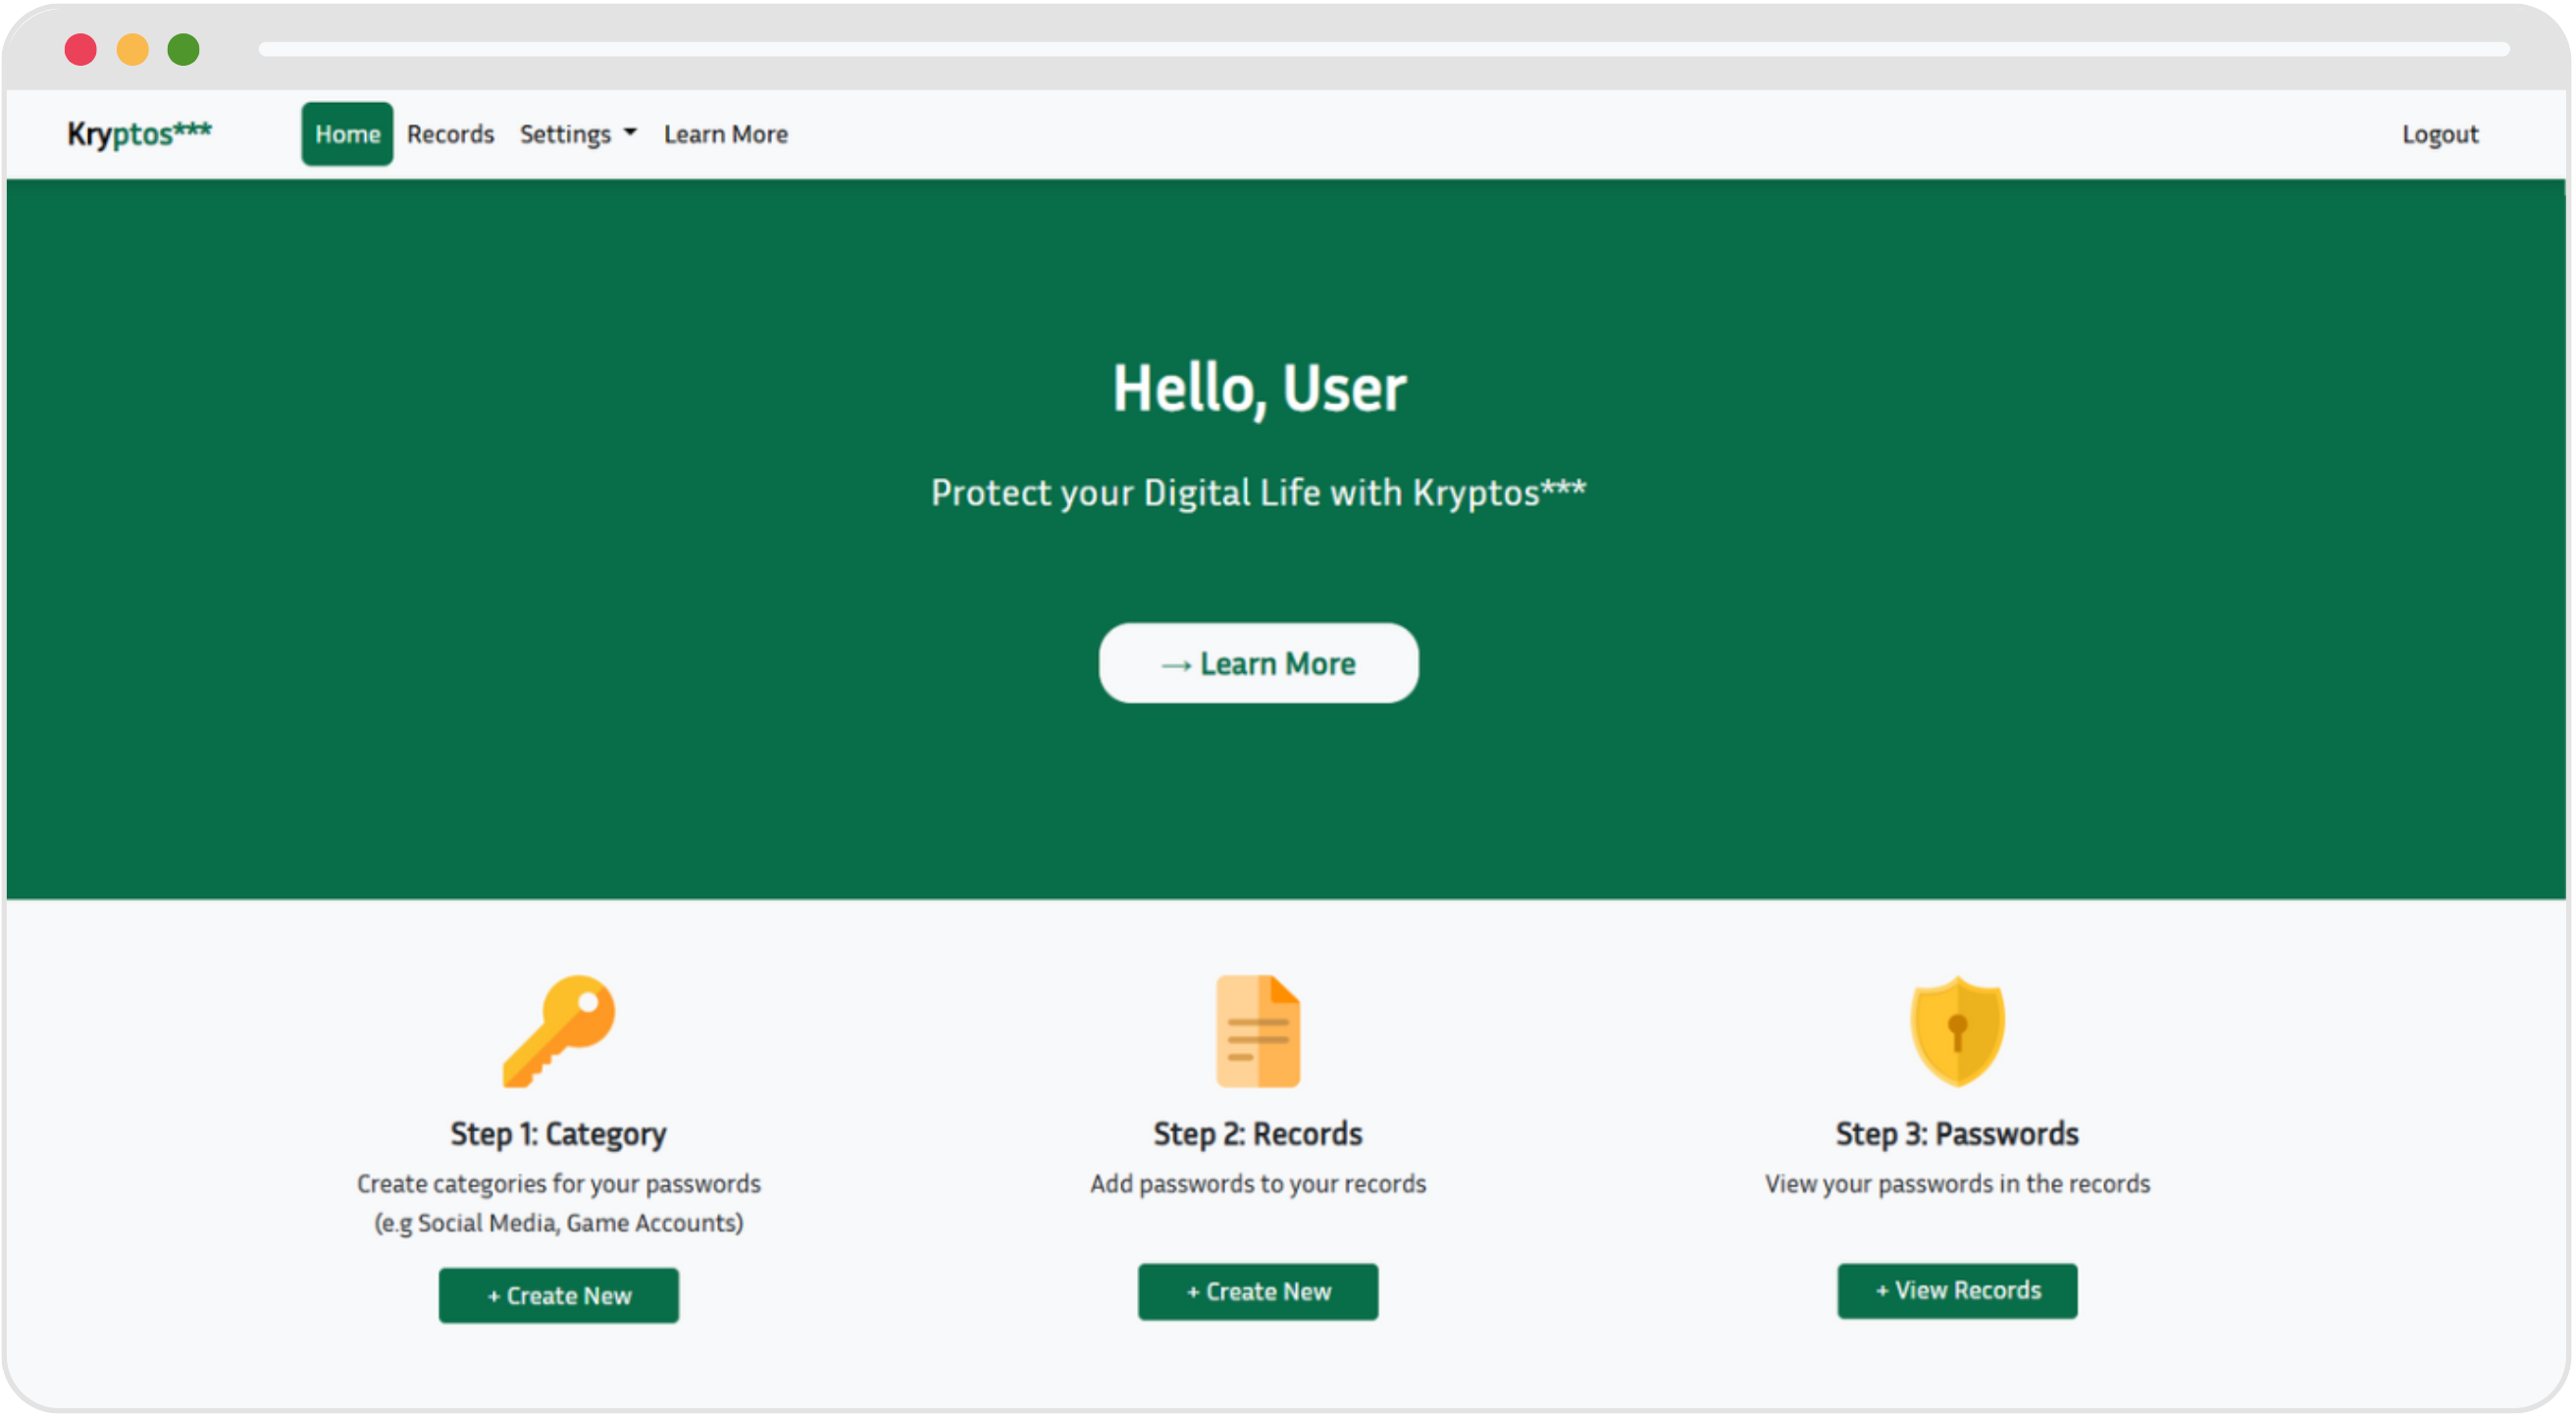 Kryptos***
Home
Records
Settings
Learn More
Logout
Hello, User
Protect your Digital Life with Kryptos***
→ Learn More
Step 1: Category
Create categories for your passwords
(e.g Social Media, Game Accounts)
+ Create New
Step 2: Records
Add passwords to your records
+ Create New
Step 3: Passwords
View your passwords in the records
+ View Records